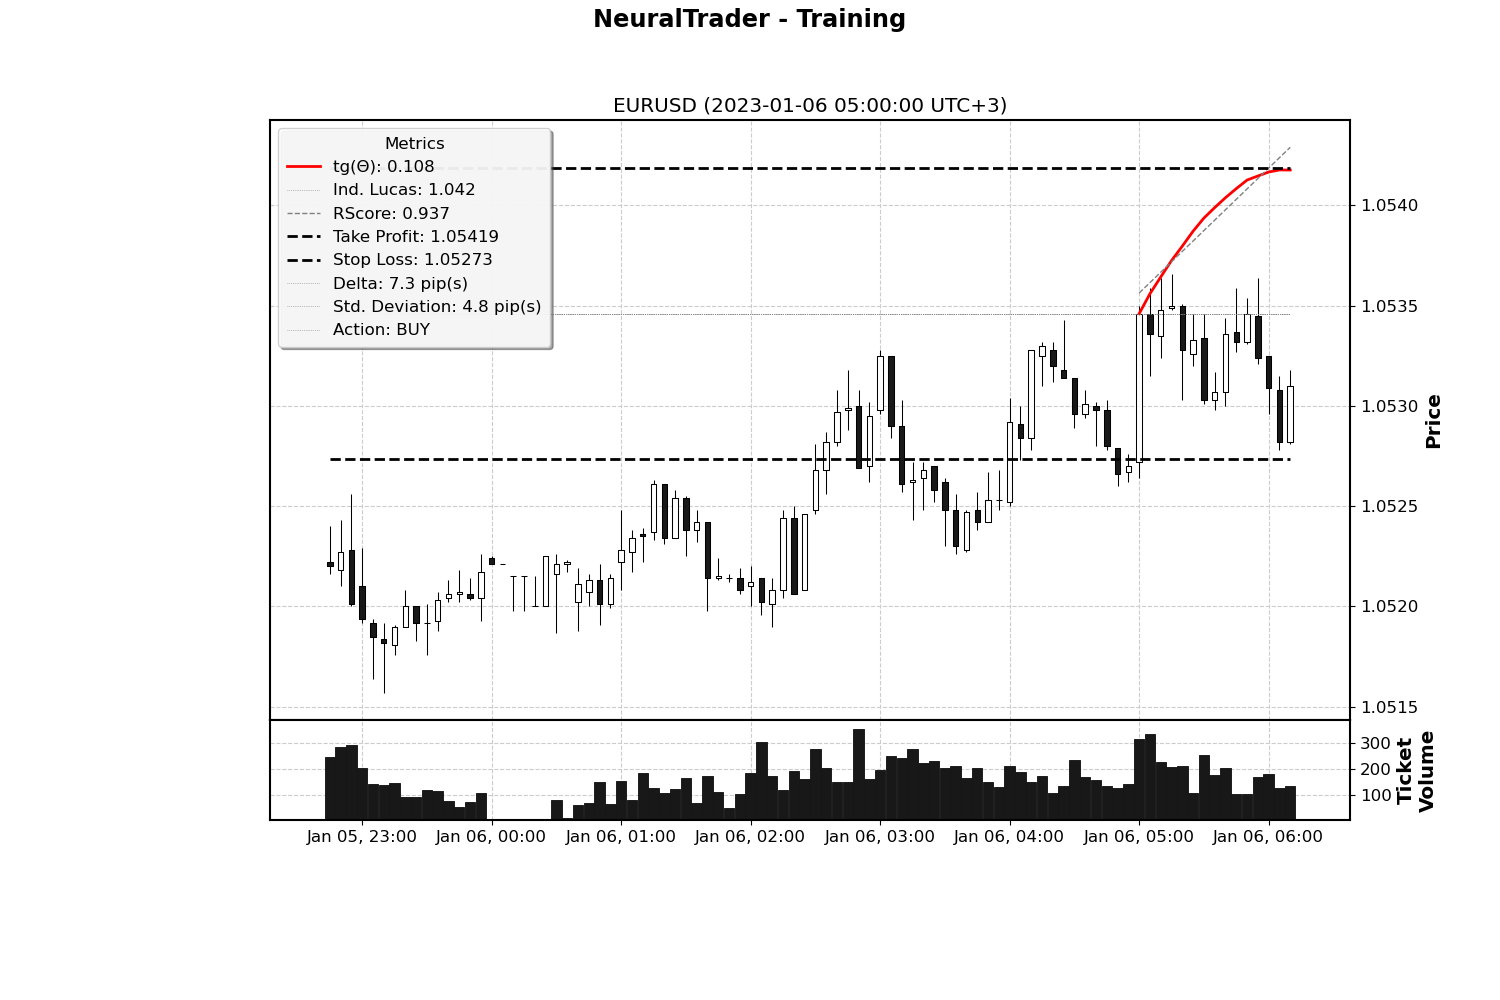 NeuralTrader - Training
EURUSD (2023-01-06 05:00:00 UTC+3)
Metrics
tg(Θ): 0.108
Ind. Lucas: 1.042
RScore: 0.937
Take Profit: 1.05419
Stop Loss: 1.05273
Delta: 7.3 pip(s)
Std. Deviation: 4.8 pip(s)
Action: BUY
1.0540
1.0535
1.0530
1.0525
1.0520
1.0515
Price
300
200
100
Ticket
Volume
Jan 05, 23:00
Jan 06, 00:00
Jan 06, 01:00
Jan 06, 02:00
Jan 06, 03:00
Jan 06, 04:00
Jan 06, 05:00
Jan 06, 06:00